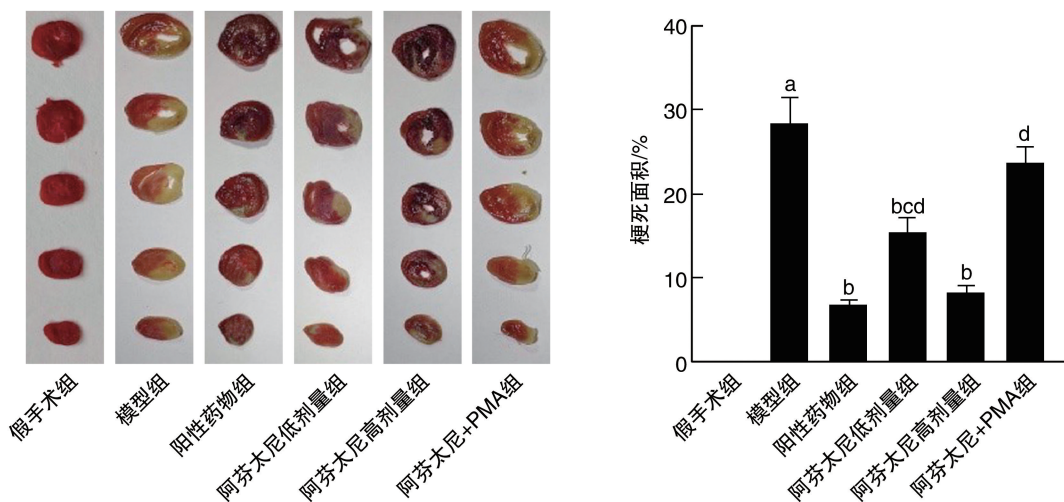 假手术组
模型组
阳性药物组
阿芬太尼低剂量组
阿芬太尼高剂量组
阿芬太尼+PMA组
梗死面积/%
40
30
20
10
0
a
b
bcd
b
d
假手术组
模型组
阳性药物组
阿芬太尼低剂量组
阿芬太尼高剂量组
阿芬太尼+PMA组